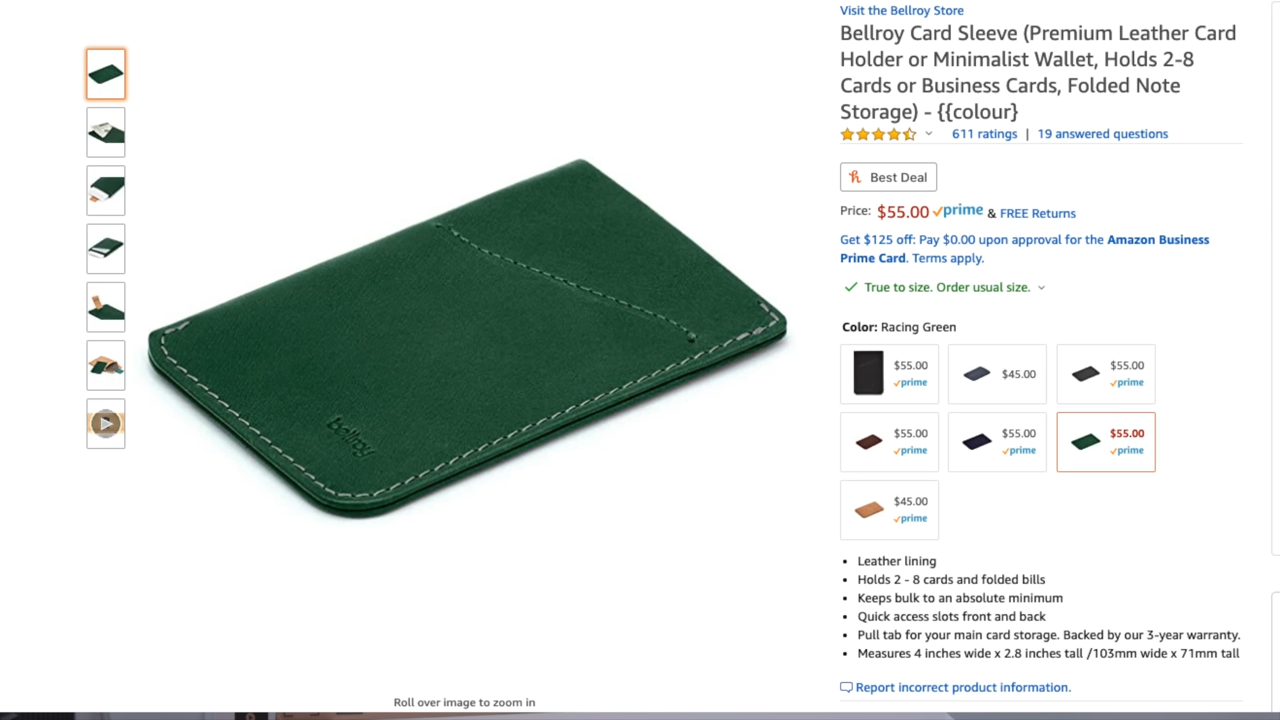 Visit the Bellroy Store
Bellroy Card Sleeve (Premium Leather Card
Holder or Minimalist Wallet, Holds 2-8
Cards or Business Cards, Folded Note
Storage) - {{colour}
611 ratings | 19 answered questions
Best Deal
Price: $55.00 prime & FREE Returns
Get $125 off: Pay $0.00 upon approval for the Amazon Business
Prime Card. Terms apply.
True to size. Order usual size.
Color: Racing Green
$55.00
prime
$45.00
$55.00
prime
$55.00
prime
$55.00
prime
$55.00
prime
$45.00
prime
• Leather lining
• Holds 2 - 8 cards and folded bills
• Keeps bulk to an absolute minimum
• Quick access slots front and back
• Pull tab for your main card storage. Backed by our 3-year warranty.
• Measures 4 inches wide x 2.8 inches tall /103mm wide x 71mm tall
Report incorrect product information.
bellroy
Roll over image to zoom in